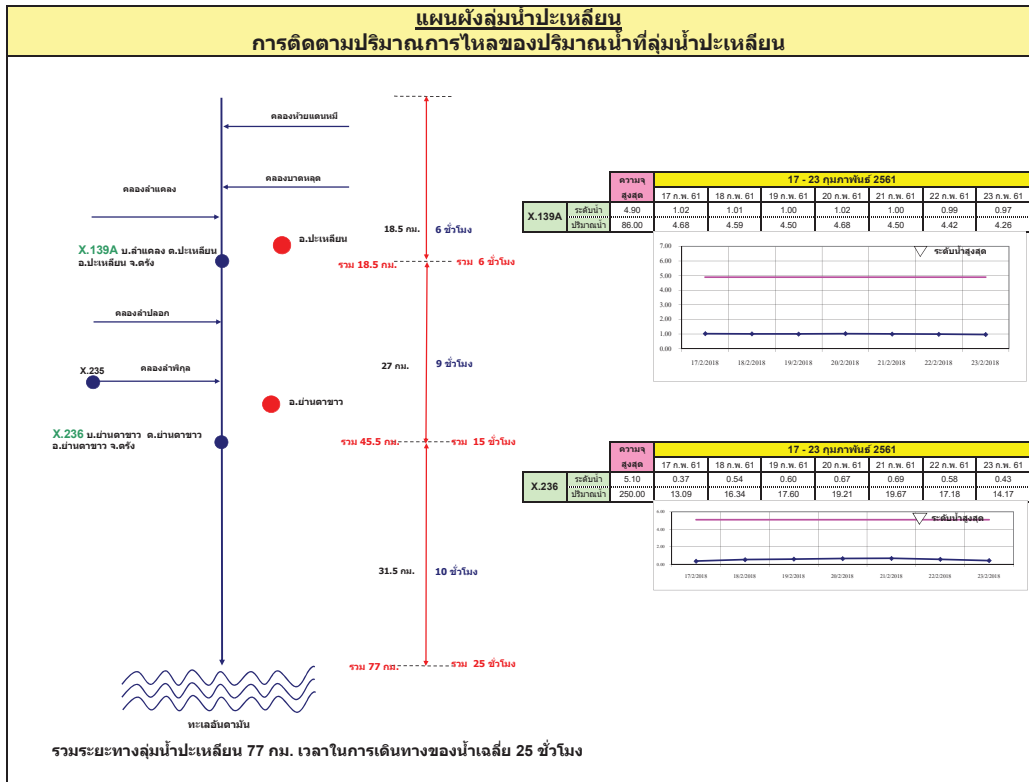 แผนผังลุ่มน้ำปะเหลียน
การติดตามปริมาณการไหลของปริมาณน้ำที่ลุ่มน้ำปะเหลียน
คลองห้วยแดนหมี
คลองบาดหลุด
คลองลำแคลง
X.139A บ.ลำแคลง ต.ปะเหลียน
อ.ปะเหลียน จ.ตรัง
อ.ปะเหลียน
18.5 กม. 6 ชั่วโมง
รวม 18.5 กม. รวม 6 ชั่วโมง
คลองลำปลอก
X.235 คลองลำพิกุล
27 กม. 9 ชั่วโมง
อ.ย่านตาขาว
X.236 บ.ย่านตาขาว ต.ย่านตาขาว
อ.ย่านตาขาว จ.ตรัง
รวม 45.5 กม. รวม 15 ชั่วโมง
31.5 กม. 10 ชั่วโมง
รวม 77 กม. รวม 25 ชั่วโมง
ทะเลอันดามัน
รวมระยะทางลุ่มน้ำปะเหลียน 77 กม. เวลาในการเดินทางของน้ำเฉลี่ย 25 ชั่วโมง
ความจุ 17 - 23 กุมภาพันธ์ 2561
สูงสุด 17 ก.พ. 61 18 ก.พ. 61 19 ก.พ. 61 20 ก.พ. 61 21 ก.พ. 61 22 ก.พ. 61 23 ก.พ. 61
X.139A ระดับน้ำ 4.90 1.02 1.01 1.00 1.02 1.00 0.99 0.97
ปริมาณน้ำ 86.00 4.68 4.59 4.50 4.68 4.50 4.42 4.26
ระดับน้ำสูงสุด
7.00
6.00
5.00
4.00
3.00
2.00
1.00
0.00
17/2/2018 18/2/2018 19/2/2018 20/2/2018 21/2/2018 22/2/2018 23/2/2018
ความจุ 17 - 23 กุมภาพันธ์ 2561
สูงสุด 17 ก.พ. 61 18 ก.พ. 61 19 ก.พ. 61 20 ก.พ. 61 21 ก.พ. 61 22 ก.พ. 61 23 ก.พ. 61
X.236 ระดับน้ำ 5.10 0.37 0.54 0.60 0.67 0.69 0.58 0.43
ปริมาณน้ำ 250.00 13.09 16.34 17.60 19.21 19.67 17.18 14.17
ระดับน้ำสูงสุด
6.00
4.00
2.00
0.00
17/2/2018 18/2/2018 19/2/2018 20/2/2018 21/2/2018 22/2/2018 23/2/2018